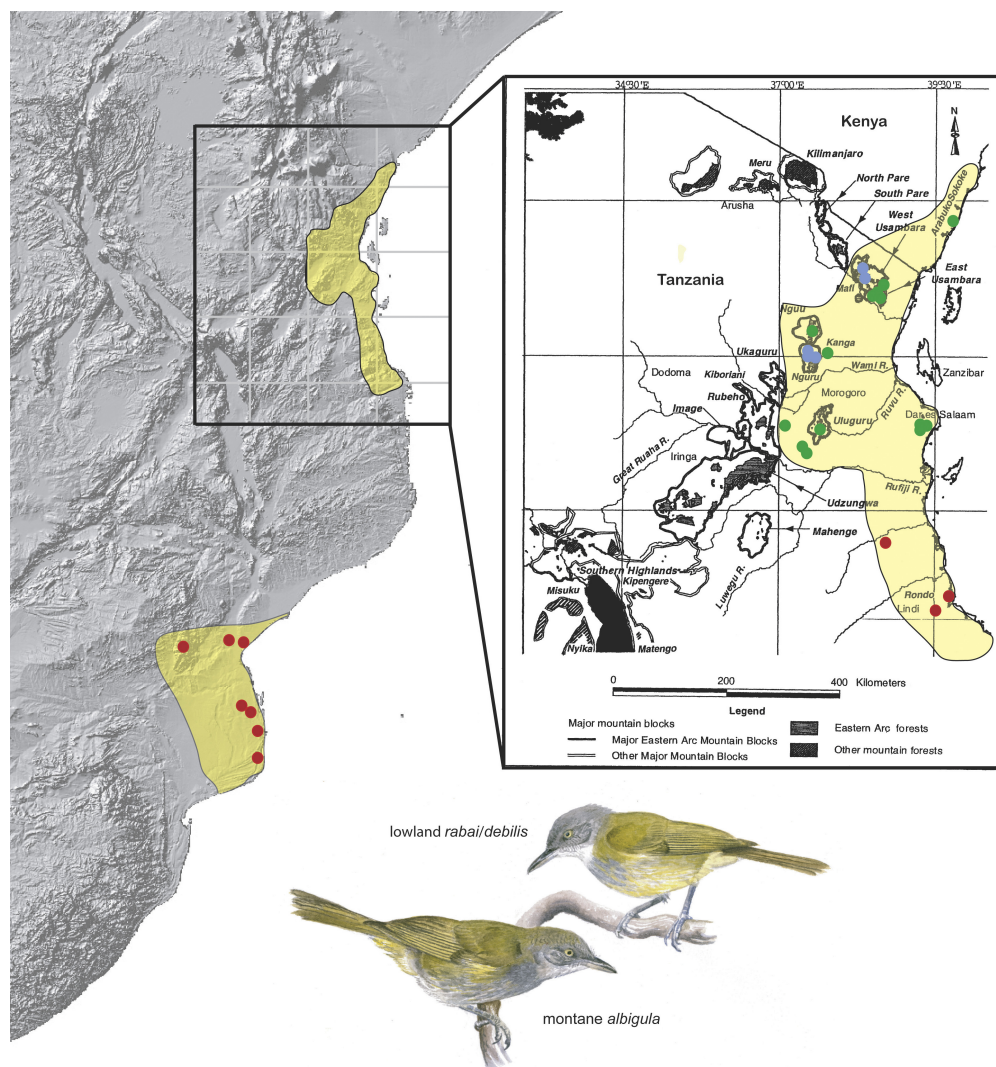 34°30'E 37°00'E 39°30'E
Kenya
N
Kilimanjaro
Meru
North Pare
South Pare
Arusha
West
Usambara
ArabukoSokoke
East
Usambara
Tanzania
Mafi
Nguu
Kanga
Ukaguru
Wami R.
Zanzibar
Dodoma
Kiborlani
Nguru
Rubeho
Morogoro
Ruvu R.
Image
Uluguru
Dar es Salaam
Great Ruaha R.
Iringa
Rufiji R.
Udzungwa
Mahenge
Luwegu R.
Southern Highlands
Kipengere
Misuku
Rondo
Lindi
Nyika
Matengo
0 200 400 Kilometers
Legend
Major mountain blocks
Major Eastern Arc Mountain Blocks
Other Major Mountain Blocks
Eastern Arc forests
Other mountain forests
lowland rabai/debilis
montane albigula